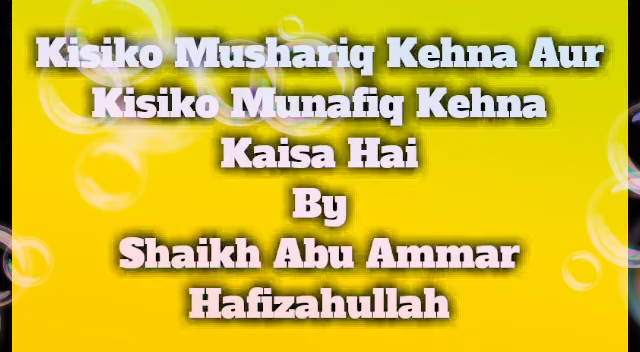 Kisiko Mushariq Kehna Aur
Kisiko Munafiq Kehna
Kaisa Hai
By
Shaikh Abu Ammar
Hafizahullah